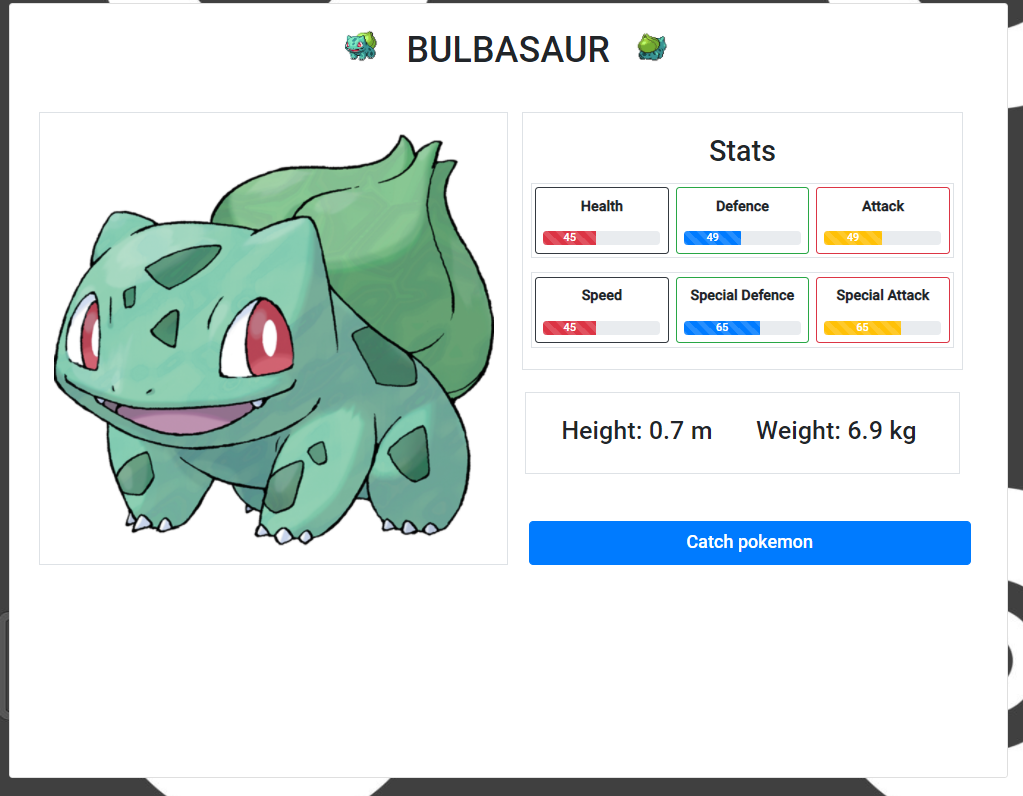 BULBASAUR
Stats
Health Defence Attack
45 49 49
Speed Special Defence Special Attack
45 65 65
Height: 0.7 m Weight: 6.9 kg
Catch pokemon